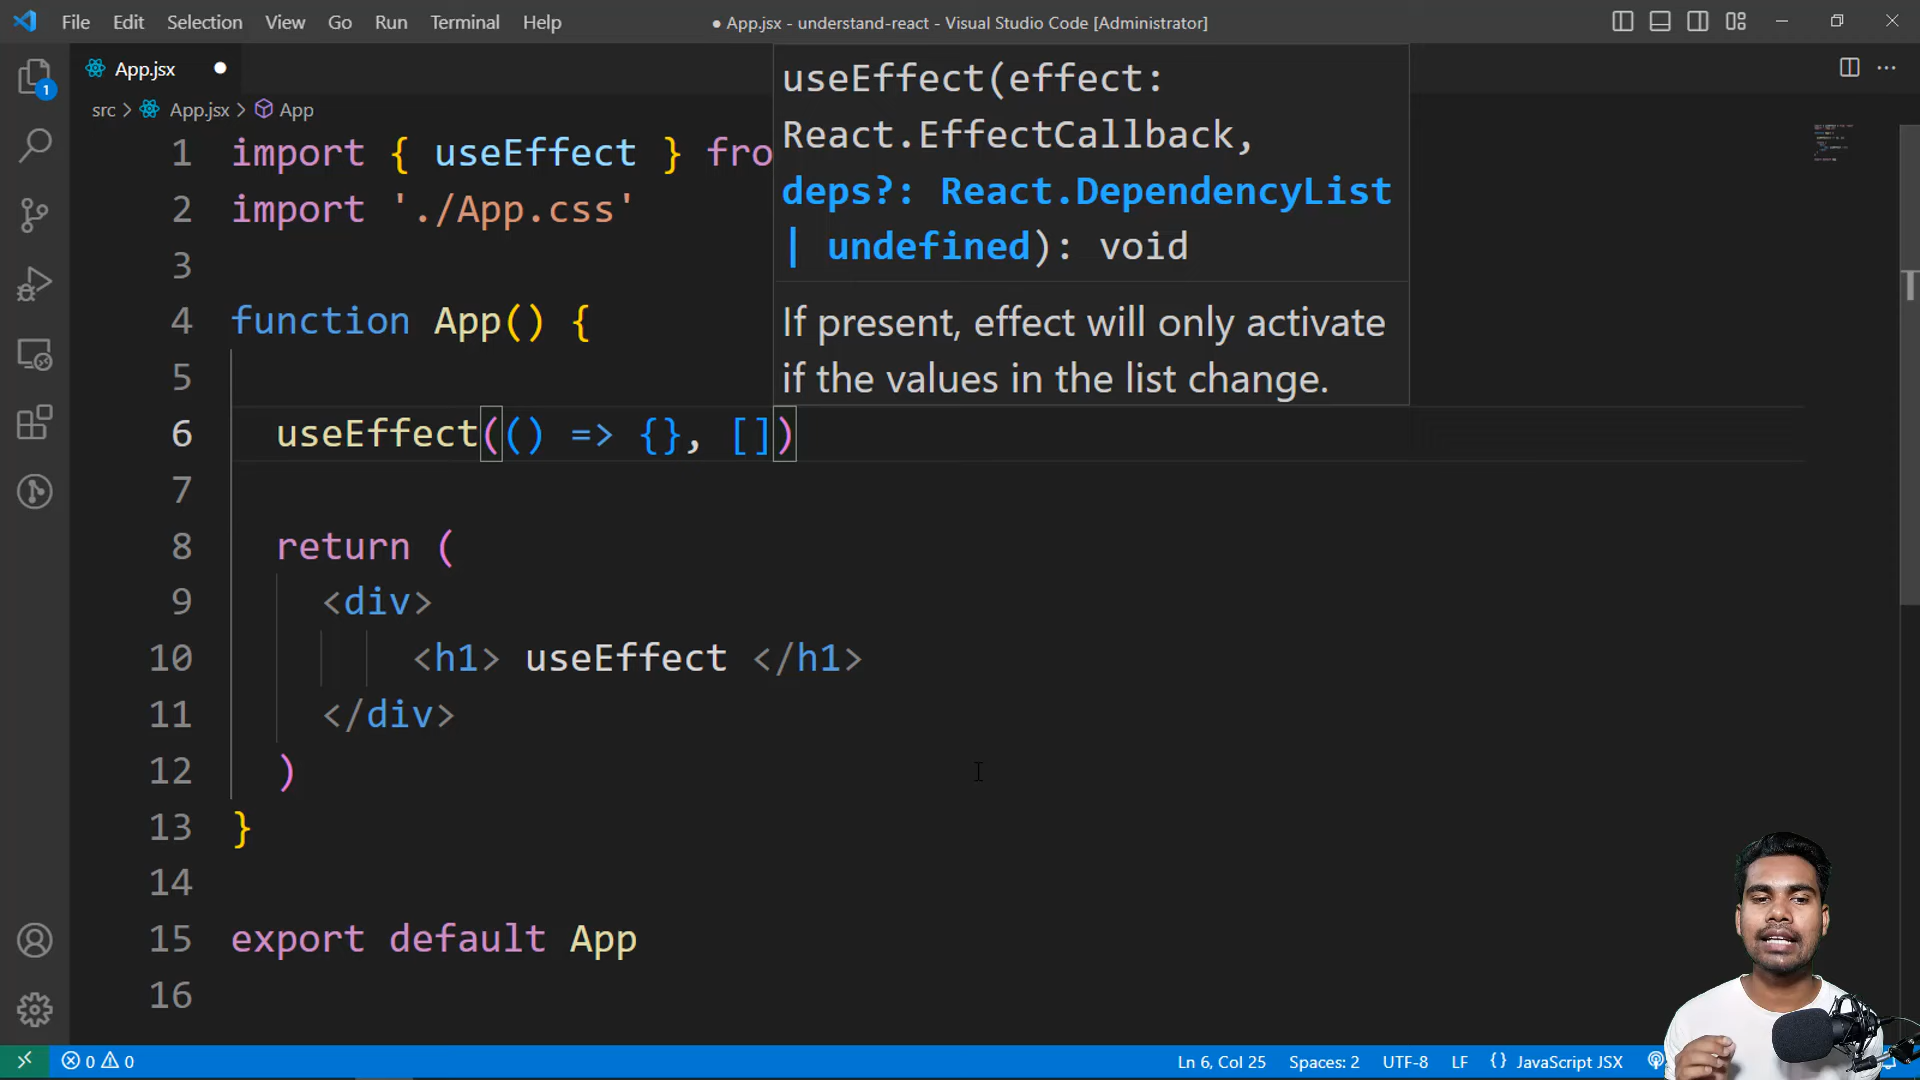 File Edit Selection View Go Run Terminal Help
● App.jsx - understand-react - Visual Studio Code [Administrator]
App.jsx
1
src > App.jsx > App
useEffect(effect:
React.EffectCallback,
deps?: React.DependencyList
| undefined): void
If present, effect will only activate
if the values in the list change.
1 import { useEffect } fro
2 import './App.css'
3
4 function App() {
5
6 useEffect(() => {}, [])
7
8 return (
9 <div>
10 <h1> useEffect </h1>
11 </div>
12 )
13 }
14
15 export default App
16
0 0
Ln 6, Col 25 Spaces: 2 UTF-8 LF {} JavaScript JSX